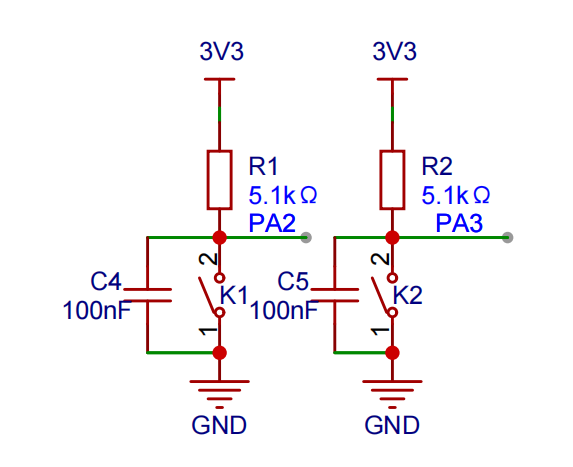 3V3
3V3
R1
5.1kΩ
PA2
R2
5.1kΩ
PA3
2
2
C4
100nF
K1
C5
100nF
K2
1
1
GND
GND